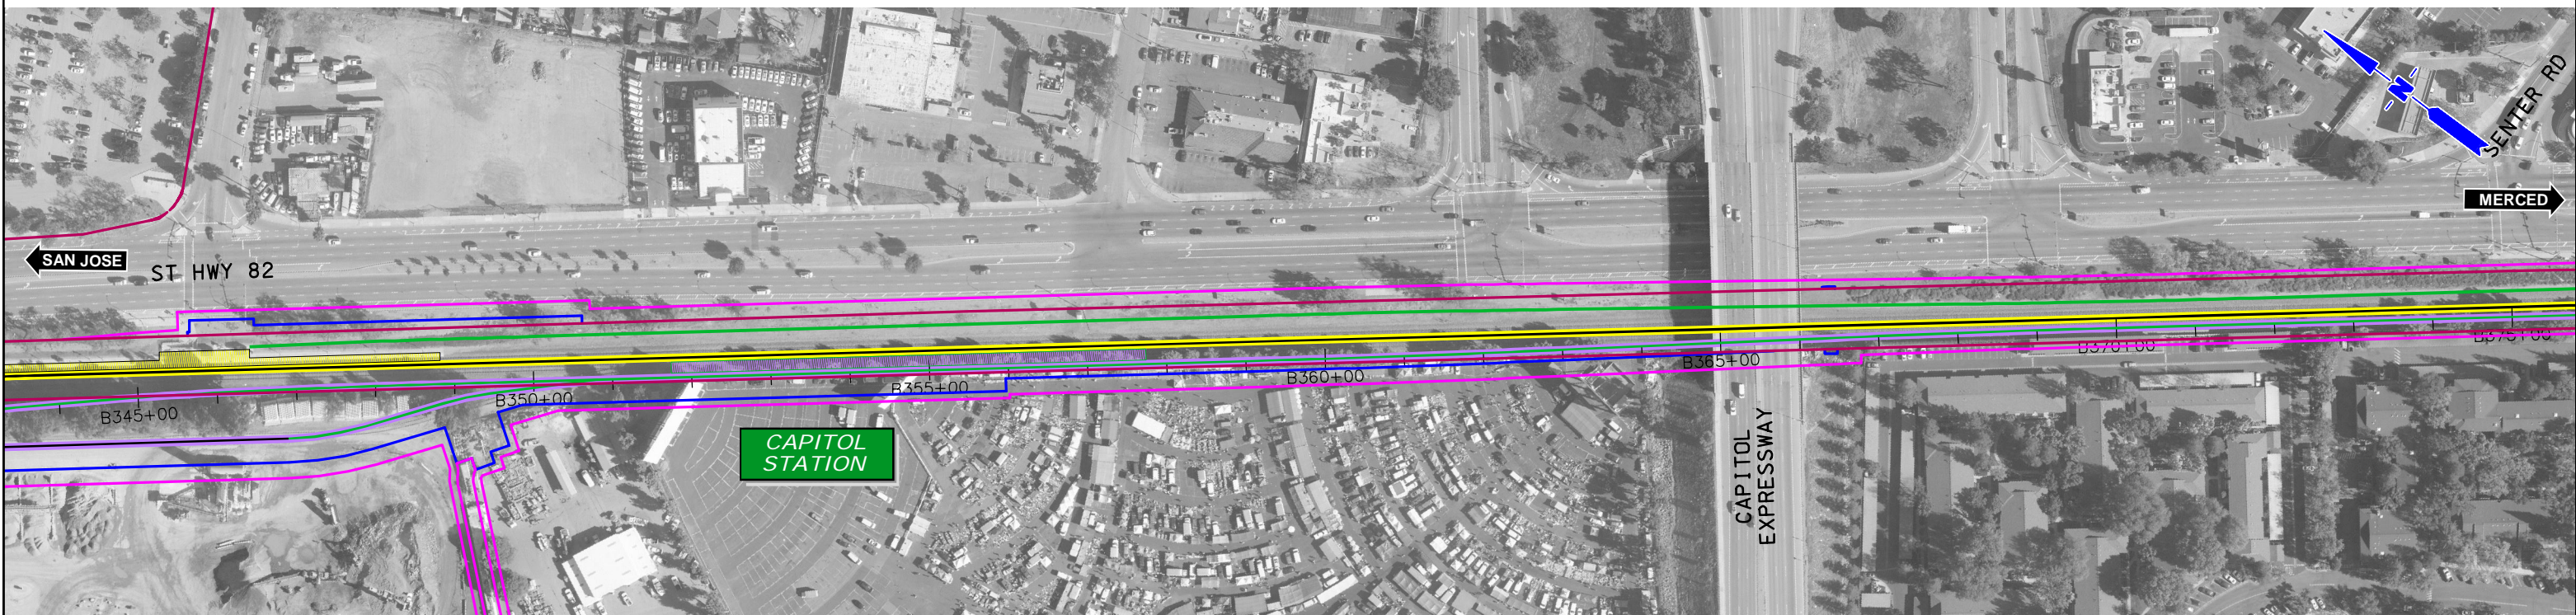 SENTER RD
N
MERCED
SAN JOSE
ST HWY 82
B345+00
B350+00
B355+00
B360+00
B365+00
B370+00
B375+00
CAPITOL
STATION
CAPITOL
EXPRESSWAY